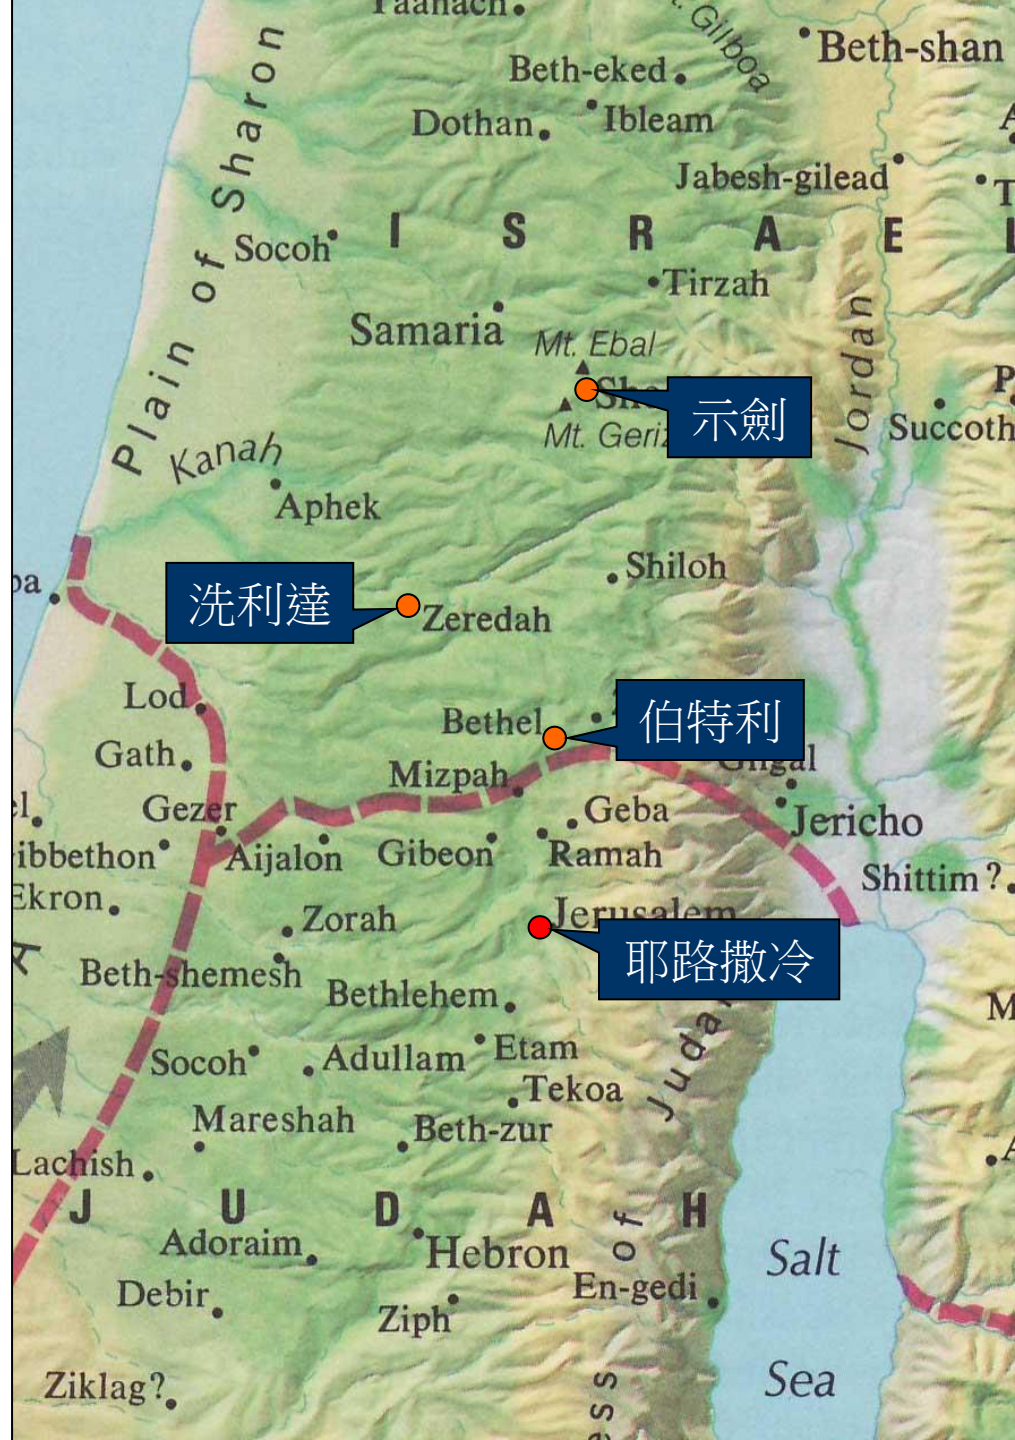 Taanach
Gilboa
Beth-shan
Beth-eked
Dothan
Ibleam
Jabesh-gilead
Plain of Sharon
Socoh
I S R A E L
Tirzah
Samaria
Mt. Ebal
示劍
Jordan
Succoth
Kanah
Aphek
Shiloh
洗利達
Zeredah
Lod
Bethel
伯特利
Gath
Mizpah
Gilgal
Gezer
Geba
Jericho
Aijalon
Gibeon
Ramah
Shittim?
Ekron
Zorah
Jerusalem
耶路撒冷
Beth-shemesh
Bethlehem
Socoh
Adullam
Etam
Tekoa
Mareshah
Beth-zur
Lachish
J U D A H
of
Adoraim
Hebron
Salt
Sea
Debir
Ziph
En-gedi
Ziklag?